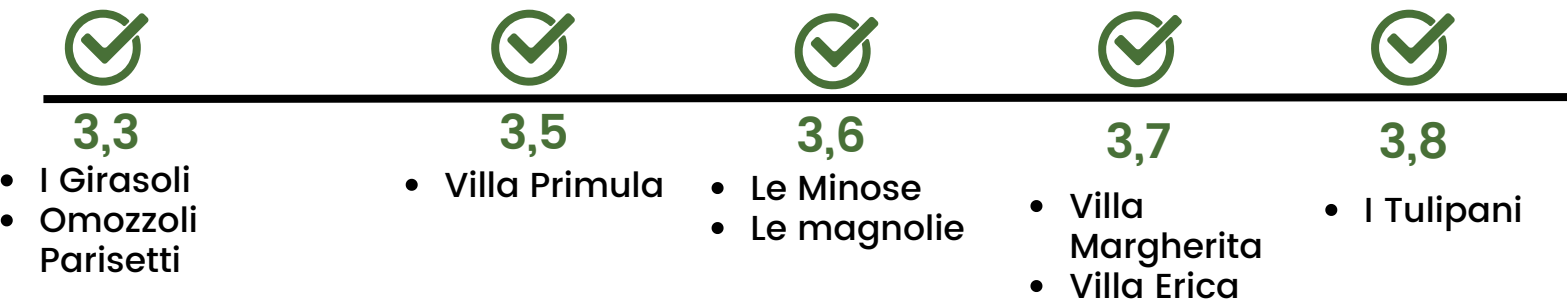 3,3
I Girasoli
Omozzoli
Parisetti
3,5
Villa Primula
3,6
Le Minose
Le magnolie
3,7
Villa
Margherita
Villa Erica
3,8
I Tulipani